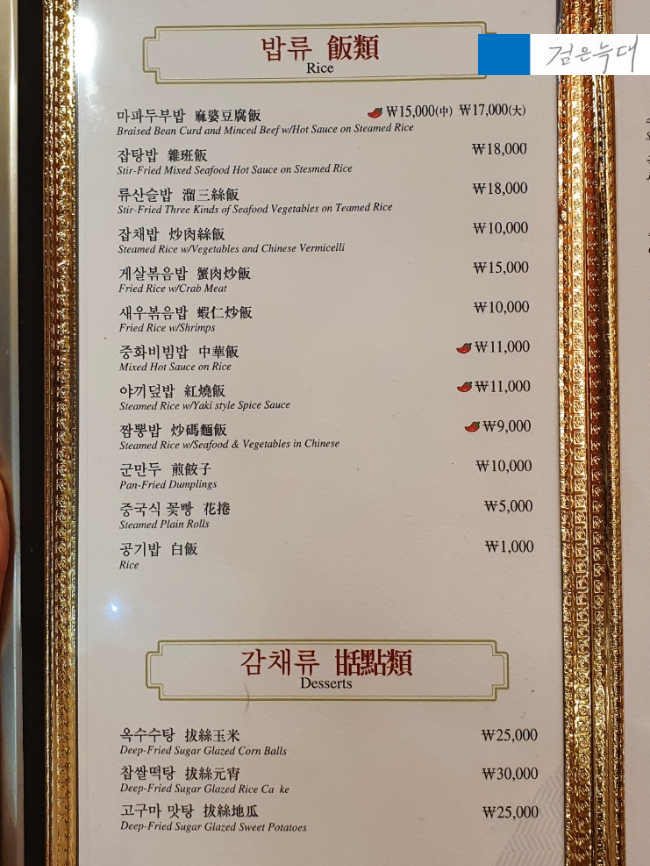 검은늑대
밥류 飯類
Rice
마파두부밥 麻婆豆腐飯 ₩15,000(中) ₩17,000(大)
Braised Bean Curd and Minced Beef w/Hot Sauce on Steamed Rice
잡탕밥 雜班飯 ₩18,000
Stir-Fried Mixed Seafood Hot Sauce on Stesmed Rice
류산슬밥 溜三絲飯 ₩18,000
Stir-Fried Three Kinds of Seafood Vegetables on Teamed Rice
잡채밥 炒肉絲飯 ₩10,000
Steamed Rice w/Vegetables and Chinese Vermicelli
게살볶음밥 蟹肉炒飯 ₩15,000
Fried Rice w/Crab Meat
새우볶음밥 蝦仁炒飯 ₩10,000
Fried Rice w/Shrimps
중화비빔밥 中華飯 ₩11,000
Mixed Hot Sauce on Rice
야끼덮밥 紅燒飯 ₩11,000
Steamed Rice w/Yaki style Spice Sauce
짬뽕밥 炒碼麵飯 ₩9,000
Steamed Rice w/Seafood & Vegetables in Chinese
군만두 煎餃子 ₩10,000
Pan-Fried Dumplings
중국식 꽃빵 花捲 ₩5,000
Steamed Plain Rolls
공기밥 白飯 ₩1,000
Rice
감채류 甛點類
Desserts
옥수수탕 拔絲玉米 ₩25,000
Deep-Fried Sugar Glazed Corn Balls
찹쌀떡탕 拔絲元宵 ₩30,000
Deep-Fried Sugar Glazed Rice Ca ke
고구마 맛탕 拔絲地瓜 ₩25,000
Deep-Fried Sugar Glazed Sweet Potatoes